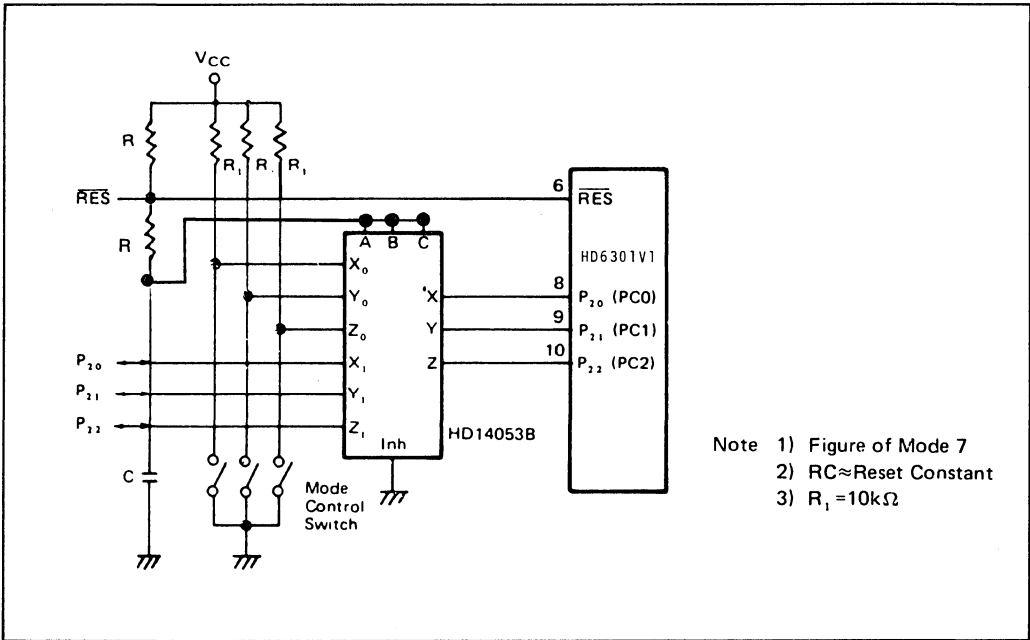 V_CC
R
R₁
R
R₁
RES
6
RES
R
A
B
C
HD6301V1
X₀
8
Y₀
X
P₂₀ (PC0)
9
Z₀
Y
P₂₁ (PC1)
10
P₂₀
X₁
Z
P₂₂ (PC2)
P₂₁
Y₁
P₂₂
Z₁
HD14053B
Inh
Note 1) Figure of Mode 7
C
2) RC≈Reset Constant
Mode
Control
Switch
3) R₁ =10kΩ